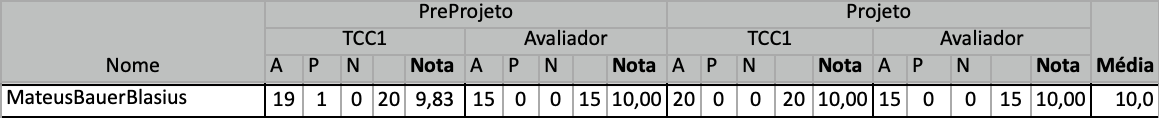 PreProjeto Projeto
TCC1 Avaliador TCC1 Avaliador
Nome A P N Nota A P N Nota A P N Nota A P N Nota Média
MateusBauerBlasius 19 1 0 20 9,83 15 0 0 15 10,00 20 0 0 20 10,00 15 0 0 15 10,00 10,0